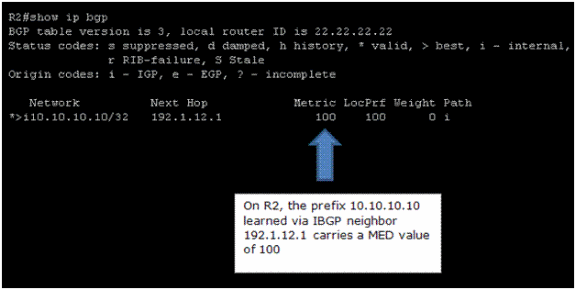 R2#show ip bgp
BGP table version is 3, local router ID is 22.22.22.22
Status codes: s suppressed, d damped, h history, * valid, > best, i - internal,
r RIB-failure, S Stale
Origin codes: i - IGP, e - EGP, ? - incomplete
Network Next Hop Metric LocPrf Weight Path
*>i10.10.10.10/32 192.1.12.1 100 100 0 i
On R2, the prefix 10.10.10.10
learned via IBGP neighbor
192.1.12.1 carries a MED value
of 100